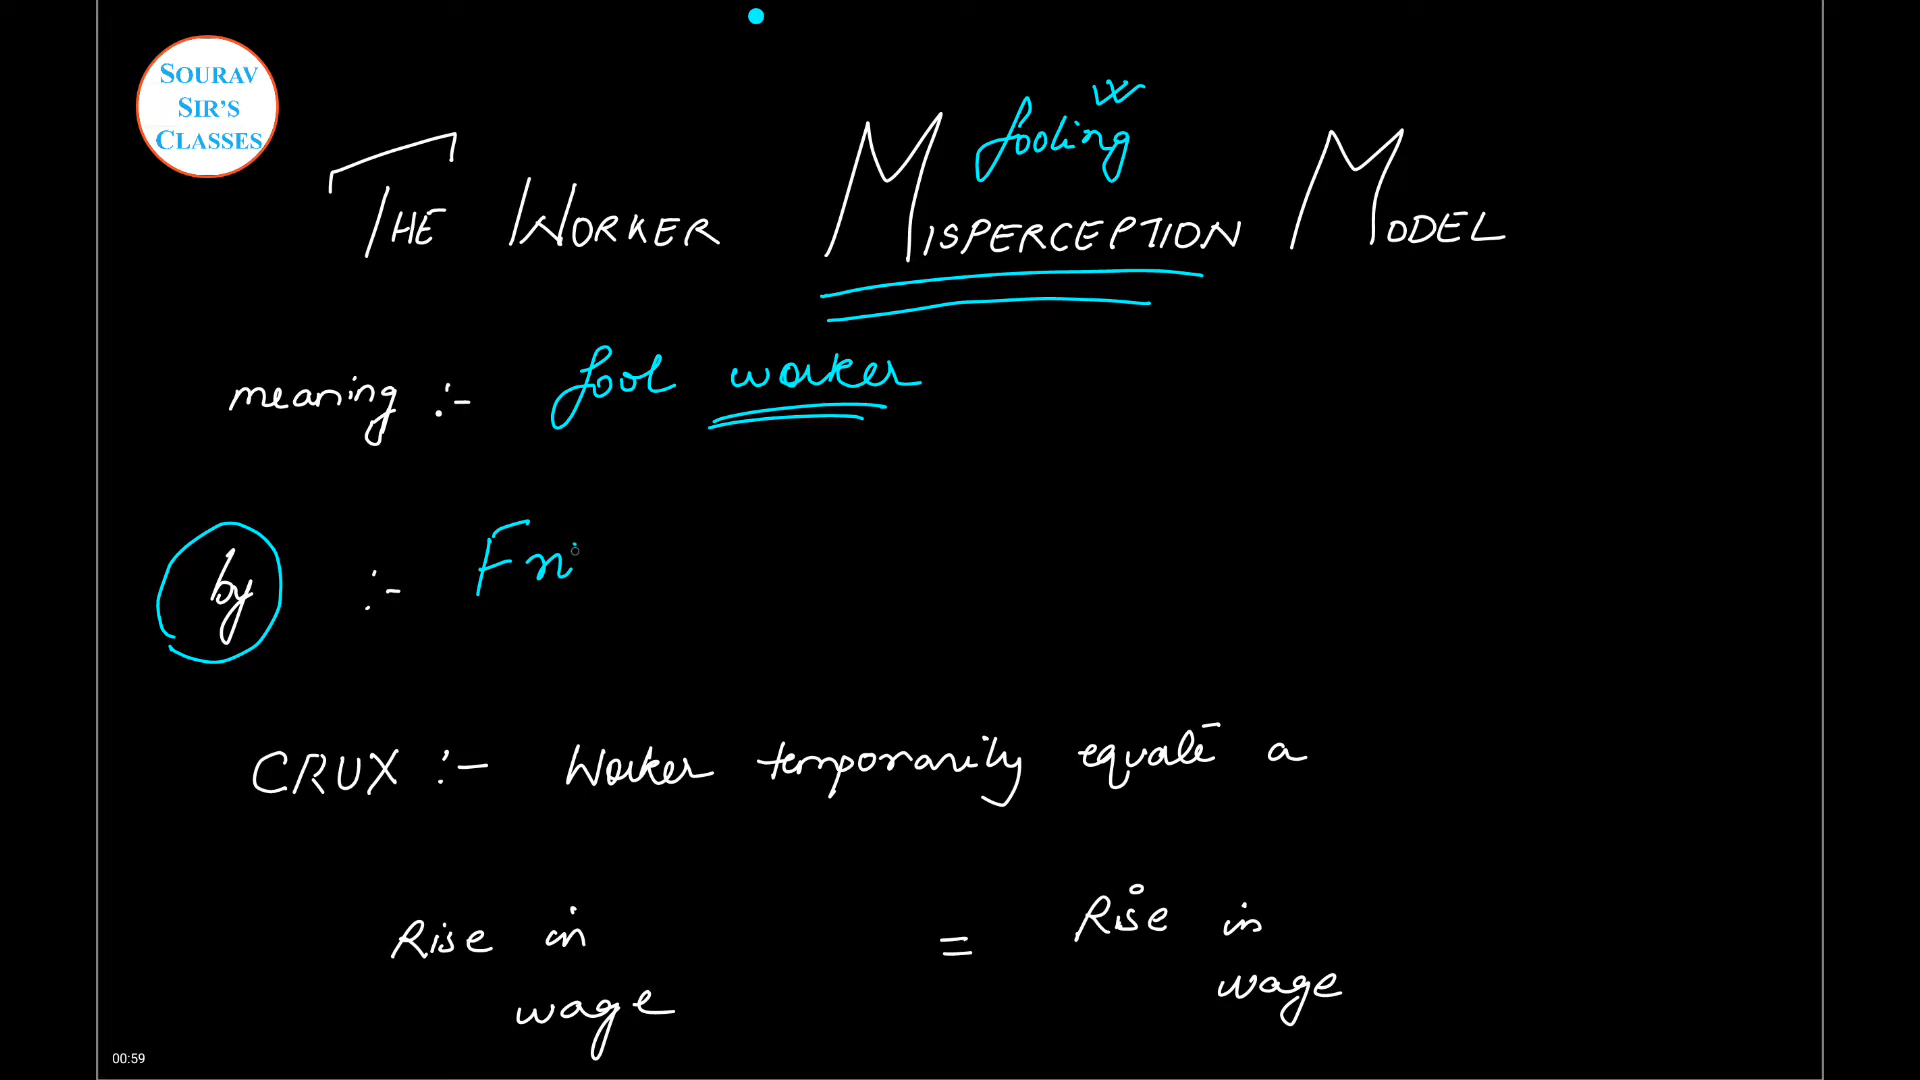 SOURAV
SIR'S
CLASSES
fooling
THE WORKER MISPERCEPTION MODEL
meaning :- fool worker
by :-
CRUX :- Worker temporarily equate a
Rise in wage = Rise in wage
00:59